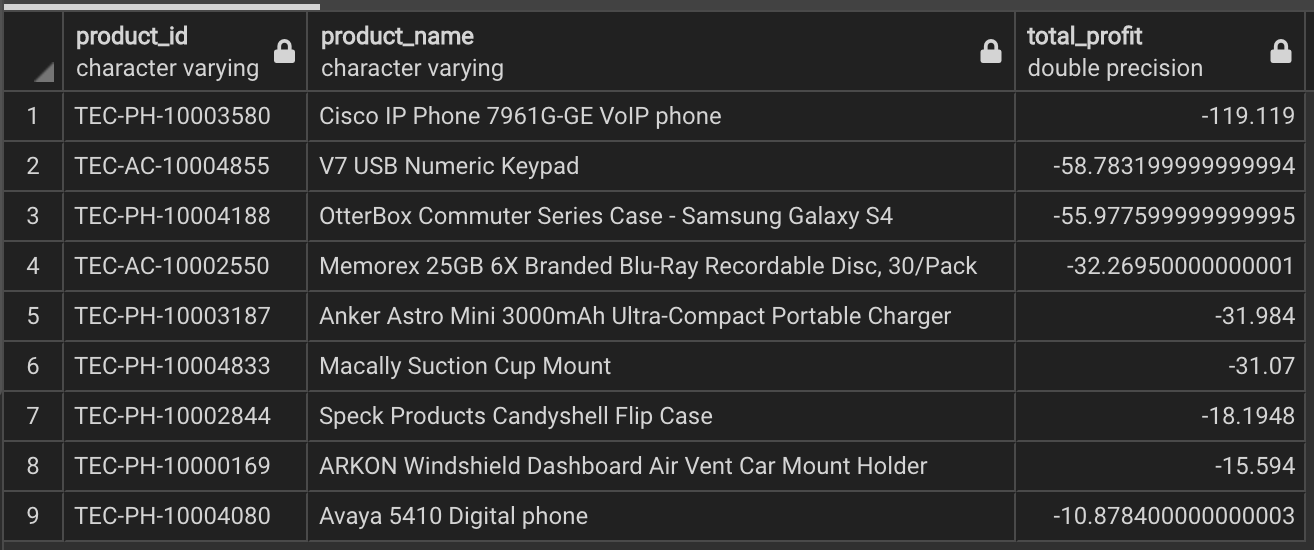 product_id product_name total_profit
character varying character varying double precision
1 TEC-PH-10003580 Cisco IP Phone 7961G-GE VoIP phone -119.119
2 TEC-AC-10004855 V7 USB Numeric Keypad -58.783199999999994
3 TEC-PH-10004188 OtterBox Commuter Series Case - Samsung Galaxy S4 -55.977599999999995
4 TEC-AC-10002550 Memorex 25GB 6X Branded Blu-Ray Recordable Disc, 30/Pack -32.26950000000001
5 TEC-PH-10003187 Anker Astro Mini 3000mAh Ultra-Compact Portable Charger -31.984
6 TEC-PH-10004833 Macally Suction Cup Mount -31.07
7 TEC-PH-10002844 Speck Products Candyshell Flip Case -18.1948
8 TEC-PH-10000169 ARKON Windshield Dashboard Air Vent Car Mount Holder -15.594
9 TEC-PH-10004080 Avaya 5410 Digital phone -10.878400000000003